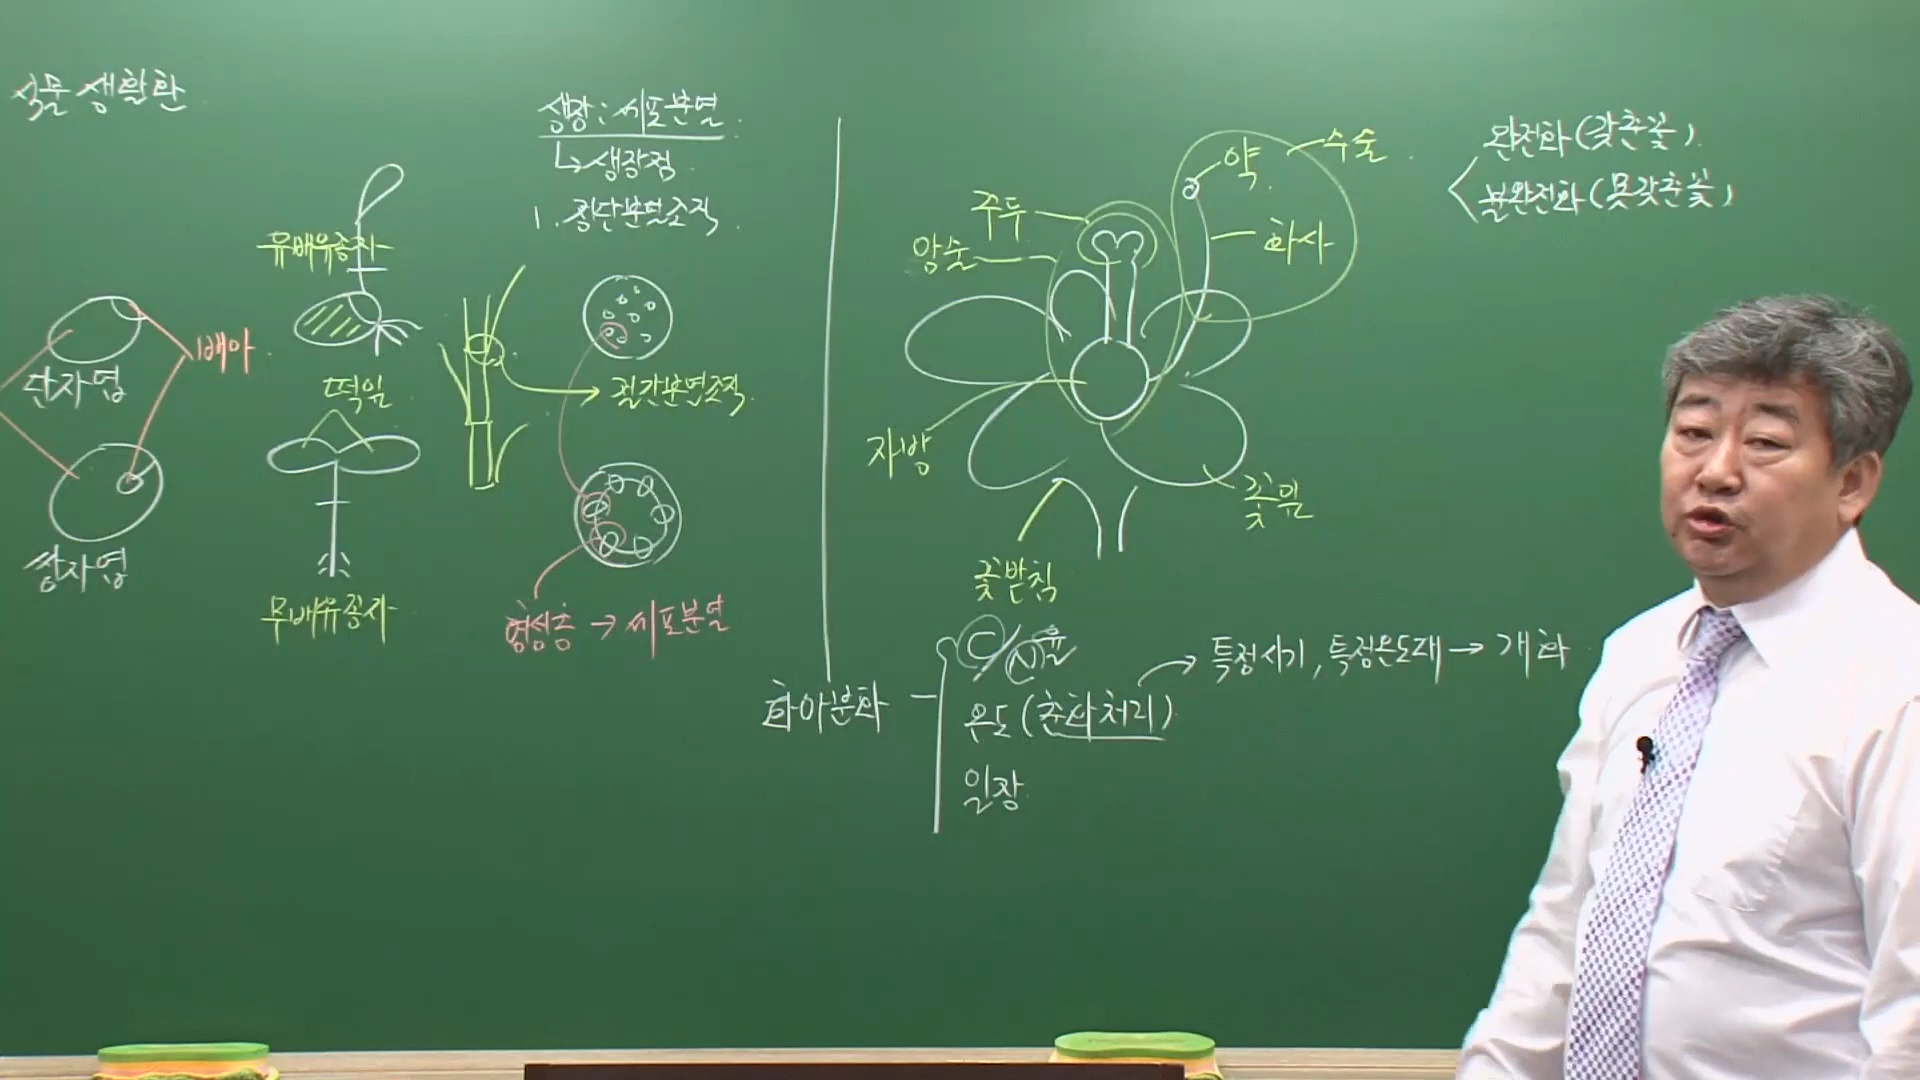 식물 생활환
단자엽
쌍자엽
배아
유배유종자
떡잎
무배유종자
생장 : 세포분열
↳ 생장점
1. 정단분열조직
절간분열조직
형성층 → 세포분열
주두
암술
약
수술
화사
자방
꽃잎
꽃받침
완전화 (갖춘꽃)
불완전화 (못갖춘꽃)
화아분화
C/N율
온도 (춘화처리)
일장
특정시기, 특정온도대 → 개화